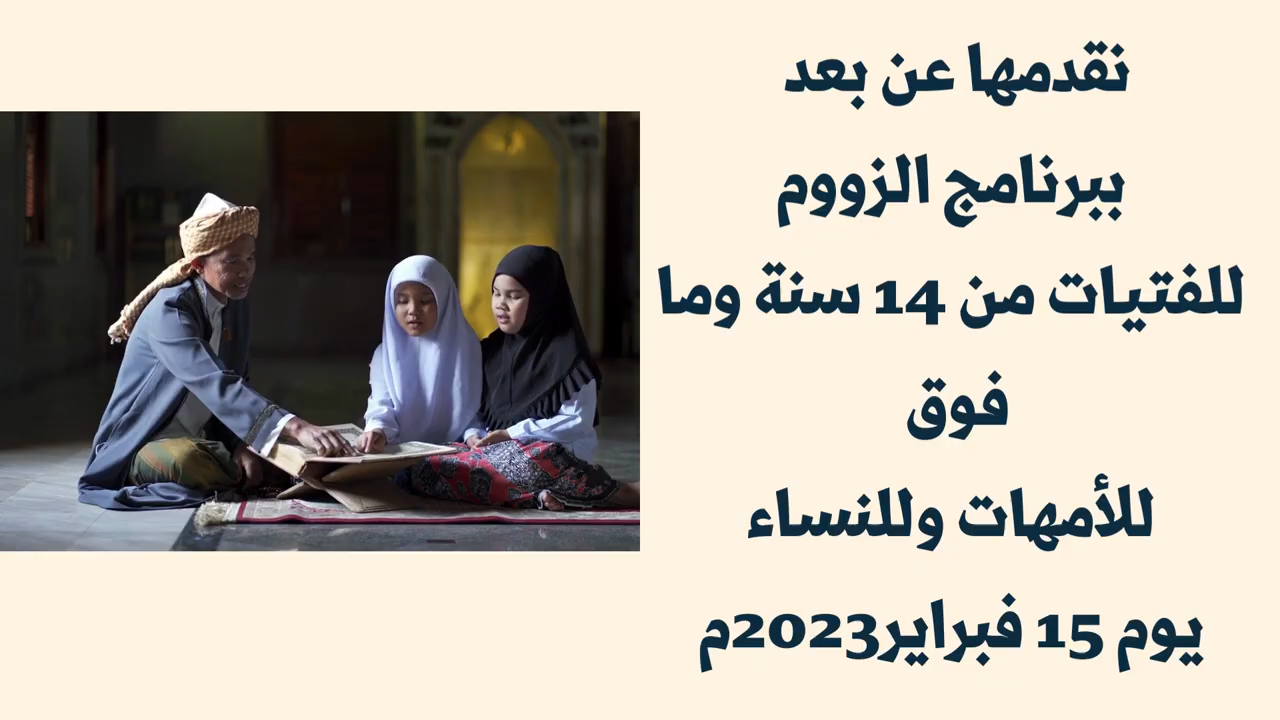 نقدمها عن بعد
ببرنامج الزووم
للفتيات من 14 سنة وما
فوق
للأمهات وللنساء
يوم 15 فبراير2023م